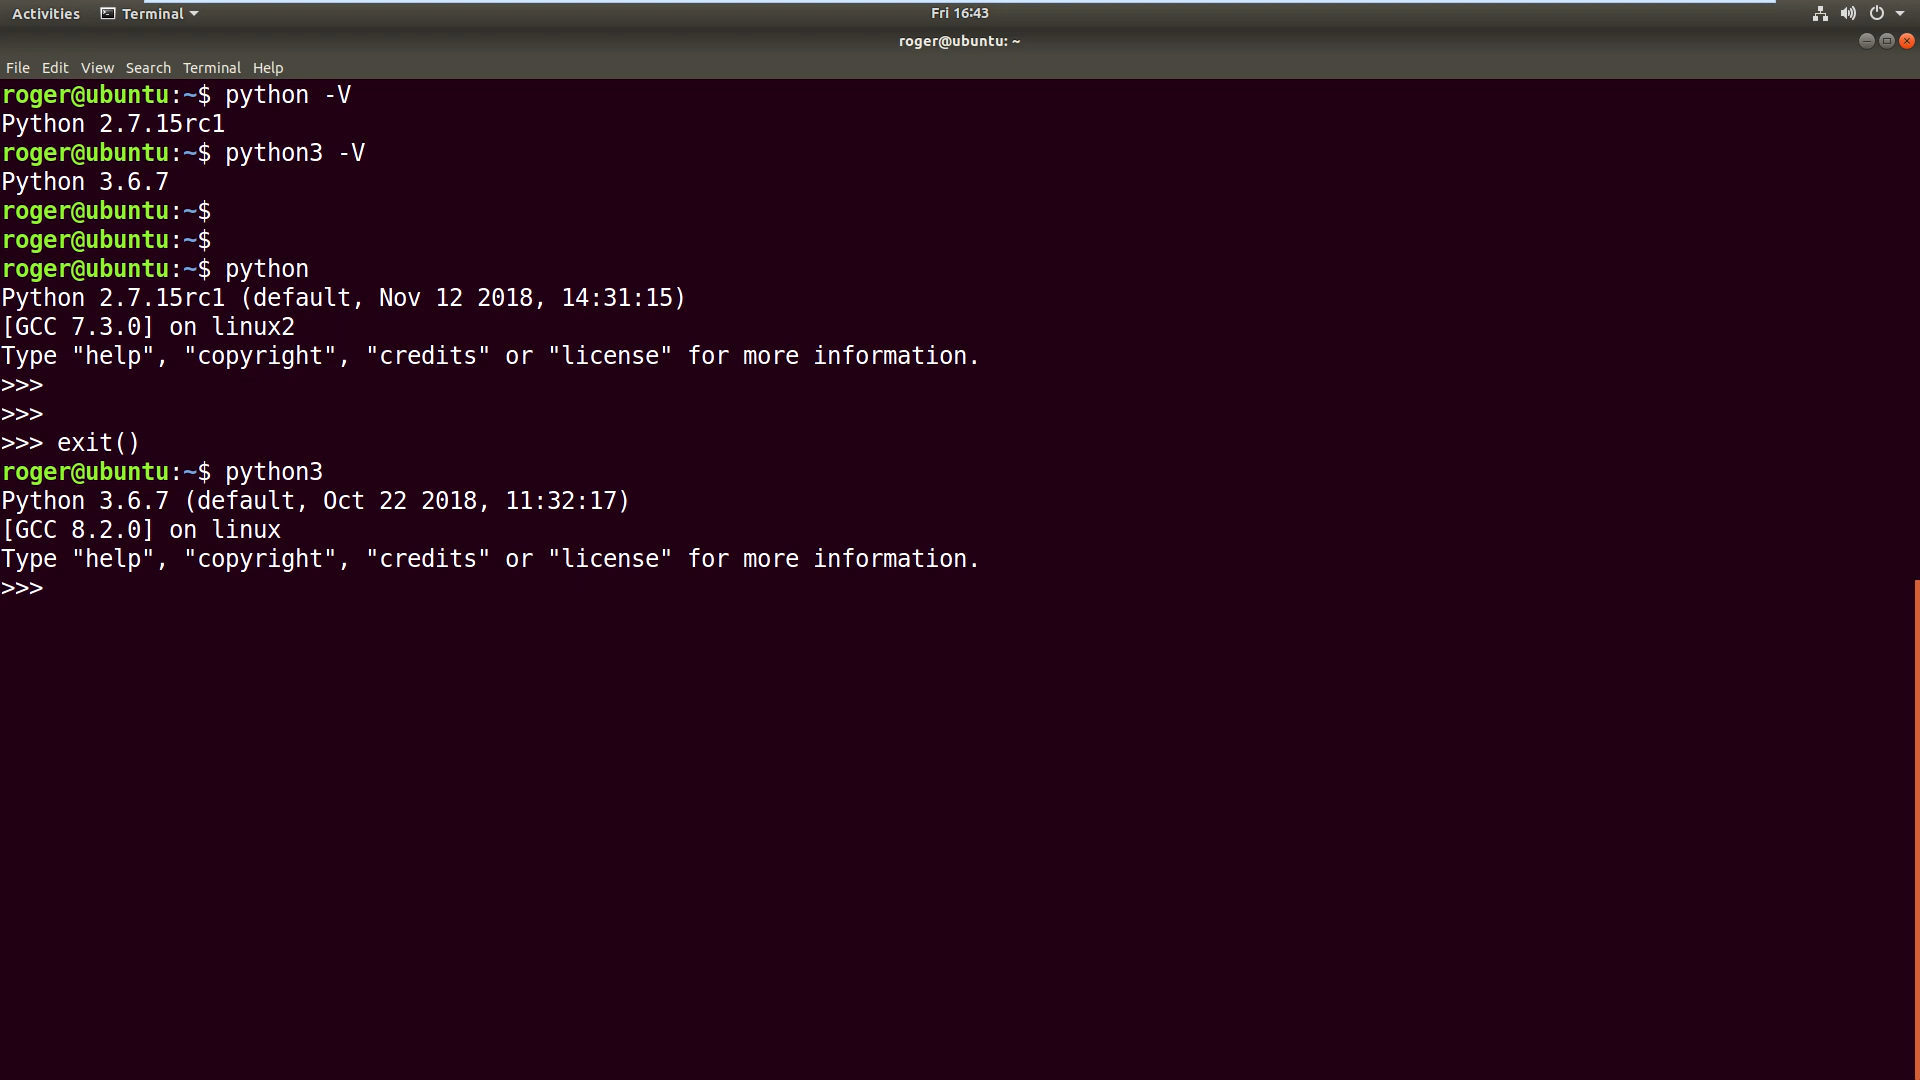 Activities Terminal Fri 16:43
roger@ubuntu: ~
File Edit View Search Terminal Help
roger@ubuntu:~$ python -V
Python 2.7.15rc1
roger@ubuntu:~$ python3 -V
Python 3.6.7
roger@ubuntu:~$
roger@ubuntu:~$
roger@ubuntu:~$ python
Python 2.7.15rc1 (default, Nov 12 2018, 14:31:15)
[GCC 7.3.0] on linux2
Type "help", "copyright", "credits" or "license" for more information.
>>>
>>>
>>> exit()
roger@ubuntu:~$ python3
Python 3.6.7 (default, Oct 22 2018, 11:32:17)
[GCC 8.2.0] on linux
Type "help", "copyright", "credits" or "license" for more information.
>>>